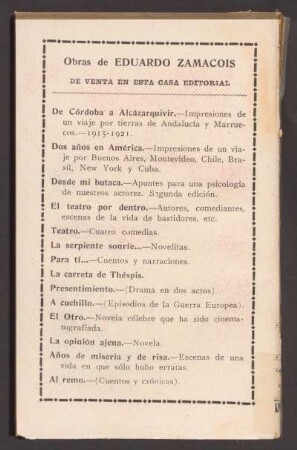 Obras de EDUARDO ZAMACOIS
DE VENTA EN ESTA CASA EDITORIAL
De Córdoba a Alcázarquivir.—Impresiones de
un viaje por tierras de Andalucía y Marrue-
cos.—1915-1921.
Dos años en América.—Impresiones de un via-
je por Buenos Aires, Montevideo, Chile, Bra-
sil, New York y Cuba.
Desde mi butaca.—Apuntes para una psicología
de nuestros actores. Segunda edición.
El teatro por dentro.—Autores, comediantes,
escenas de la vida de bastidores, etc.
Teatro.—Cuatro comedias.
La serpiente sonríe...—Novelitas.
Para tí...—Cuentos y narraciones.
La carreta de Théspis.
Presentimiento.—(Drama en dos actos)
A cuchillo.—(Episodios de la Guerra Europea).
El Otro.—Novela célebre que ha sido cinema-
tografiada.
La opinión ajena.—Novela.
Años de miseria y de risa.—Escenas de una
vida en que sólo hubo erratas.
Al remo.—(Cuentos y crónicas).